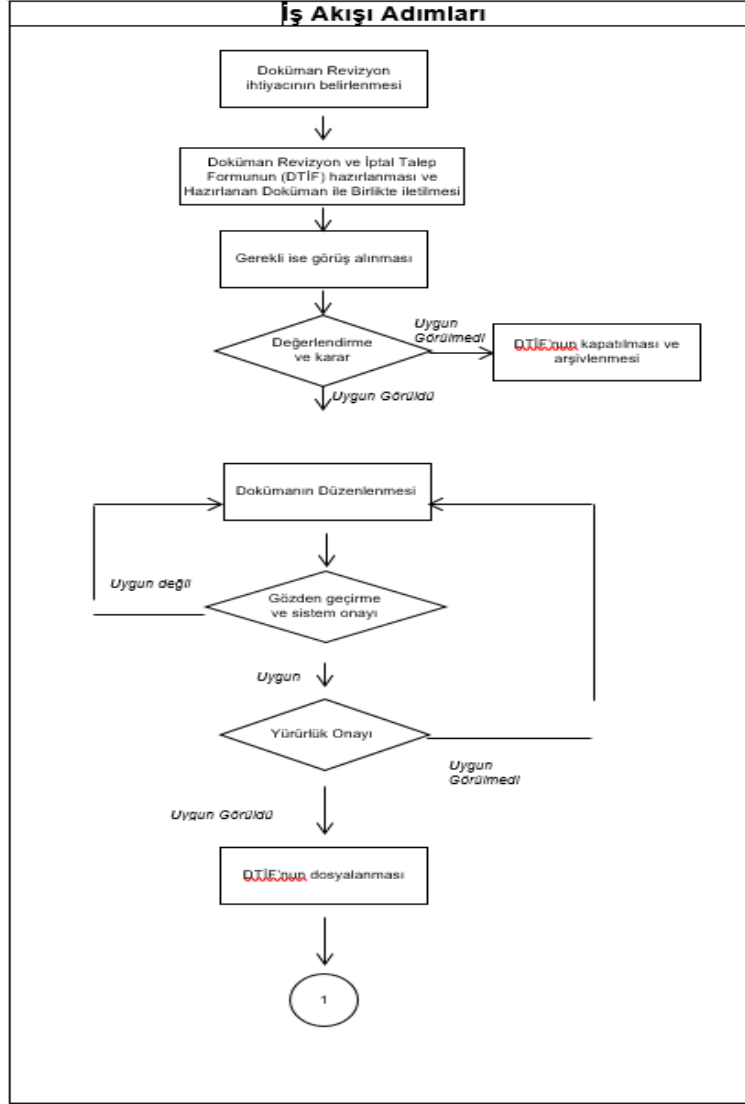 İş Akışı Adımları
Doküman Revizyon
ihtiyacının belirlenmesi
Doküman Revizyon ve İptal Talep
Formunun (DTİF) hazırlanması ve
Hazırlanan Doküman ile Birlikte iletilmesi
Gerekli ise görüş alınması
Değerlendirme
ve karar
Uygun
Görülmedi
DTİF'nun kapatılması ve
arşivlenmesi
Uygun Görüldü
Dokümanın Düzenlenmesi
Uygun değil
Gözden geçirme
ve sistem onayı
Uygun
Yürürlük Onayı
Uygun
Görülmedi
Uygun Görüldü
DTİF'nun dosyalanması
1